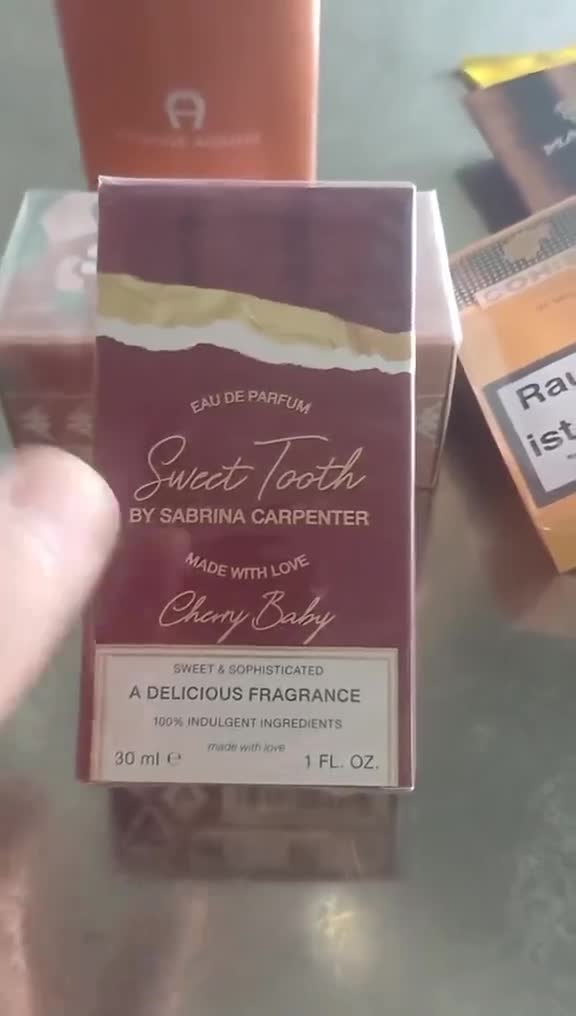 EAU DE PARFUM
Sweet Tooth
BY SABRINA CARPENTER
MADE WITH LOVE
Cherry Baby
SWEET & SOPHISTICATED
A DELICIOUS FRAGRANCE
100% INDULGENT INGREDIENTS
made with love
30 ml ℮ 1 FL. OZ.
Rau
ist